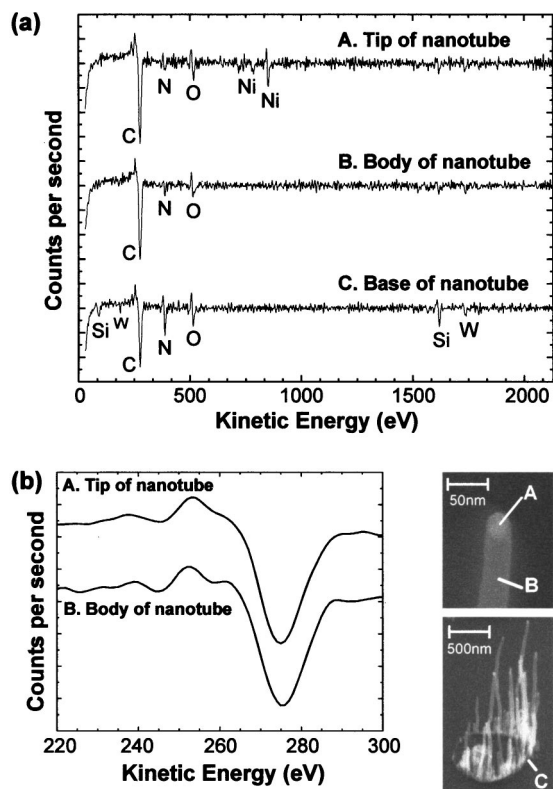 (a)
Counts per second
A. Tip of nanotube
N
O
Ni
Ni
C
B. Body of nanotube
N
O
C
C. Base of nanotube
Si
W
C
N
O
Si
W
0 500 1000 1500 2000
Kinetic Energy (eV)
(b)
Counts per second
A. Tip of nanotube
B. Body of nanotube
220 240 260 280 300
Kinetic Energy (eV)
50nm
A
B
500nm
C